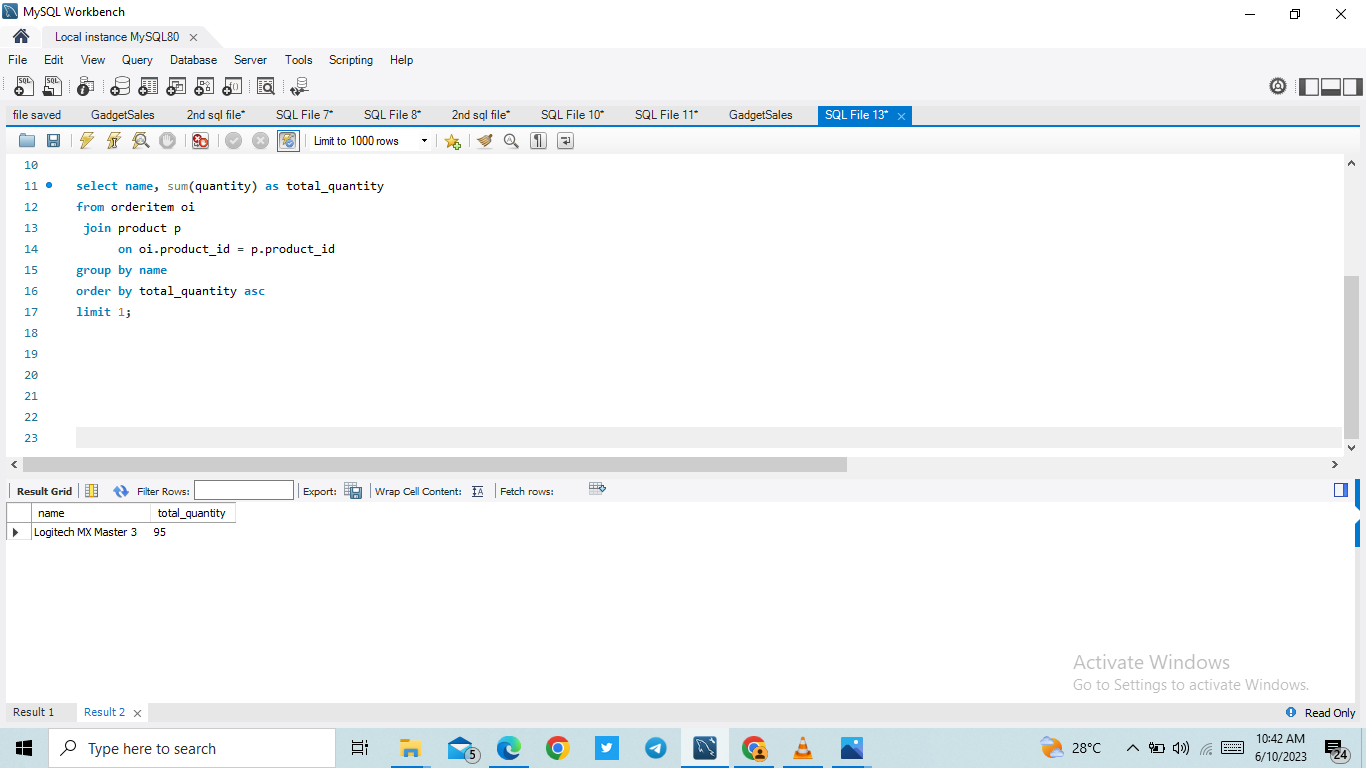 MySQL Workbench
Local instance MySQL80
File Edit View Query Database Server Tools Scripting Help
file saved GadgetSales 2nd sql file* SQL File 7* SQL File 8* 2nd sql file* SQL File 10* SQL File 11* GadgetSales SQL File 13*
Limit to 1000 rows
10
11 select name, sum(quantity) as total_quantity
12 from orderitem oi
13 join product p
14 on oi.product_id = p.product_id
15 group by name
16 order by total_quantity asc
17 limit 1;
18
19
20
21
22
23
Result Grid Filter Rows: Export: Wrap Cell Content: Fetch rows:
name total_quantity
Logitech MX Master 3 95
Activate Windows
Go to Settings to activate Windows.
Result 1 Result 2 Read Only
Type here to search 5 28°C 10:42 AM
6/10/2023 24